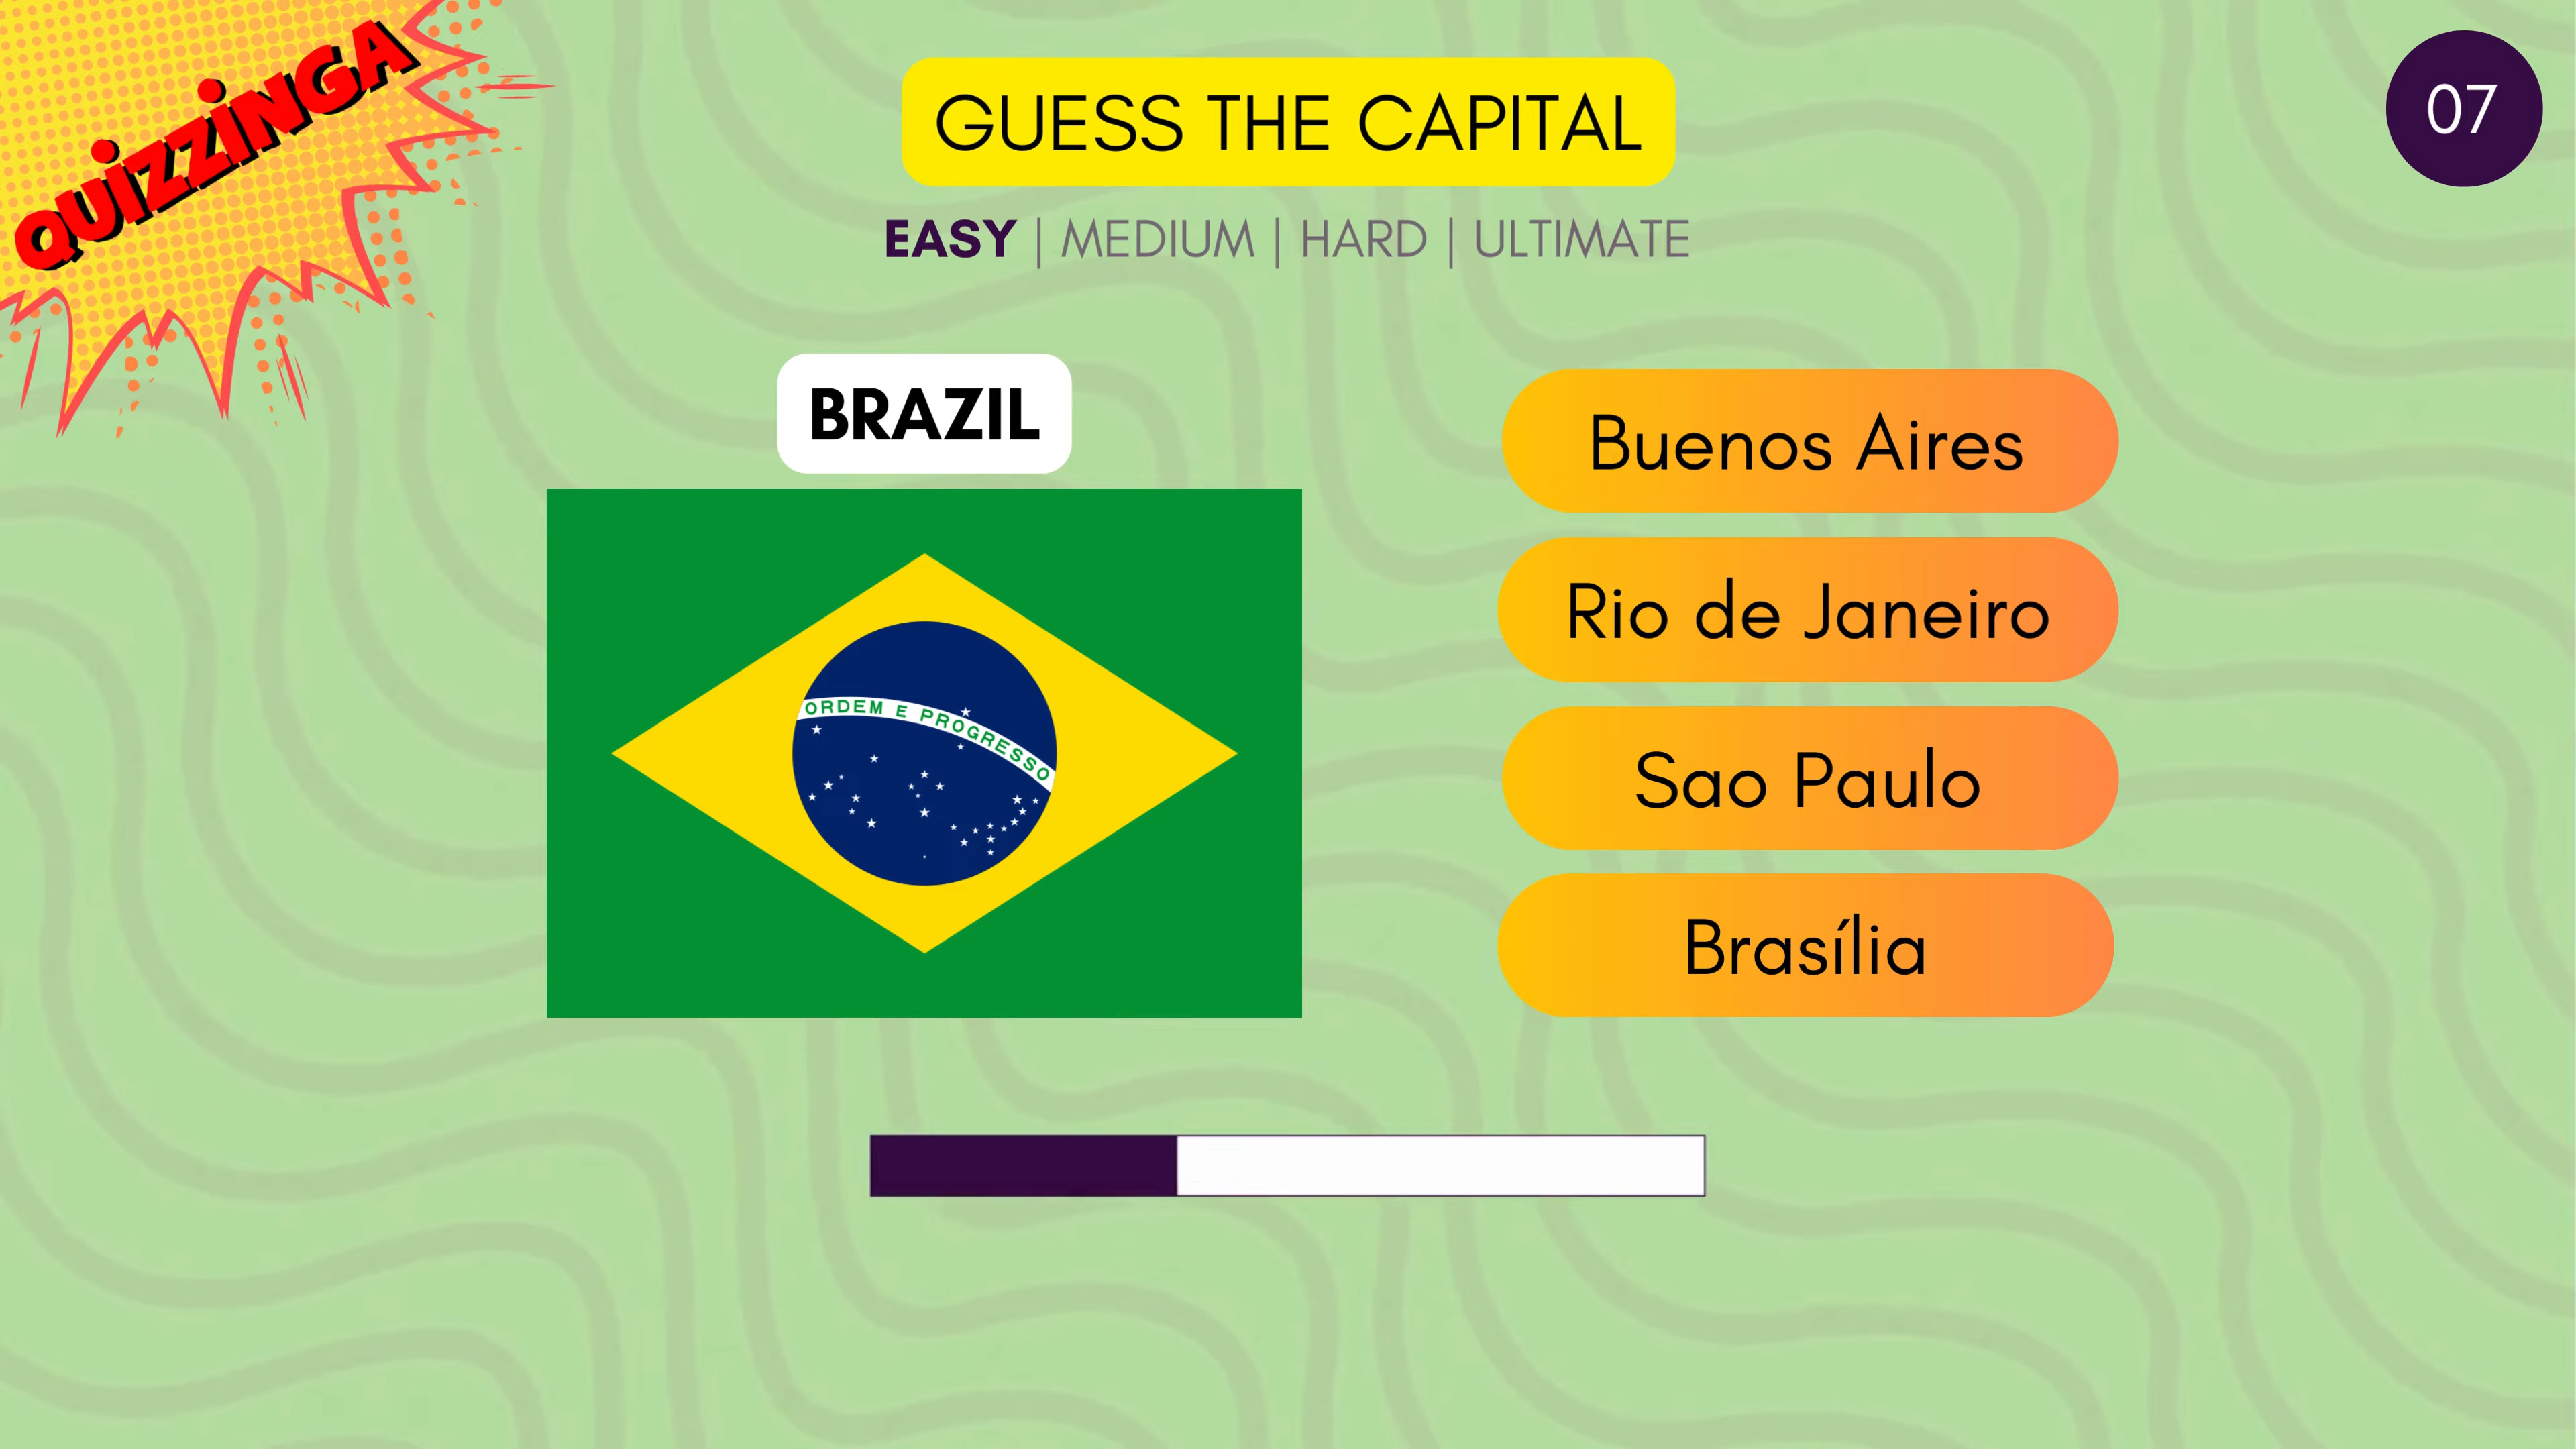 QUIZZINGA
GUESS THE CAPITAL
07
EASY | MEDIUM | HARD | ULTIMATE
BRAZIL
ORDEM E PROGRESSO
Buenos Aires
Rio de Janeiro
Sao Paulo
Brasília